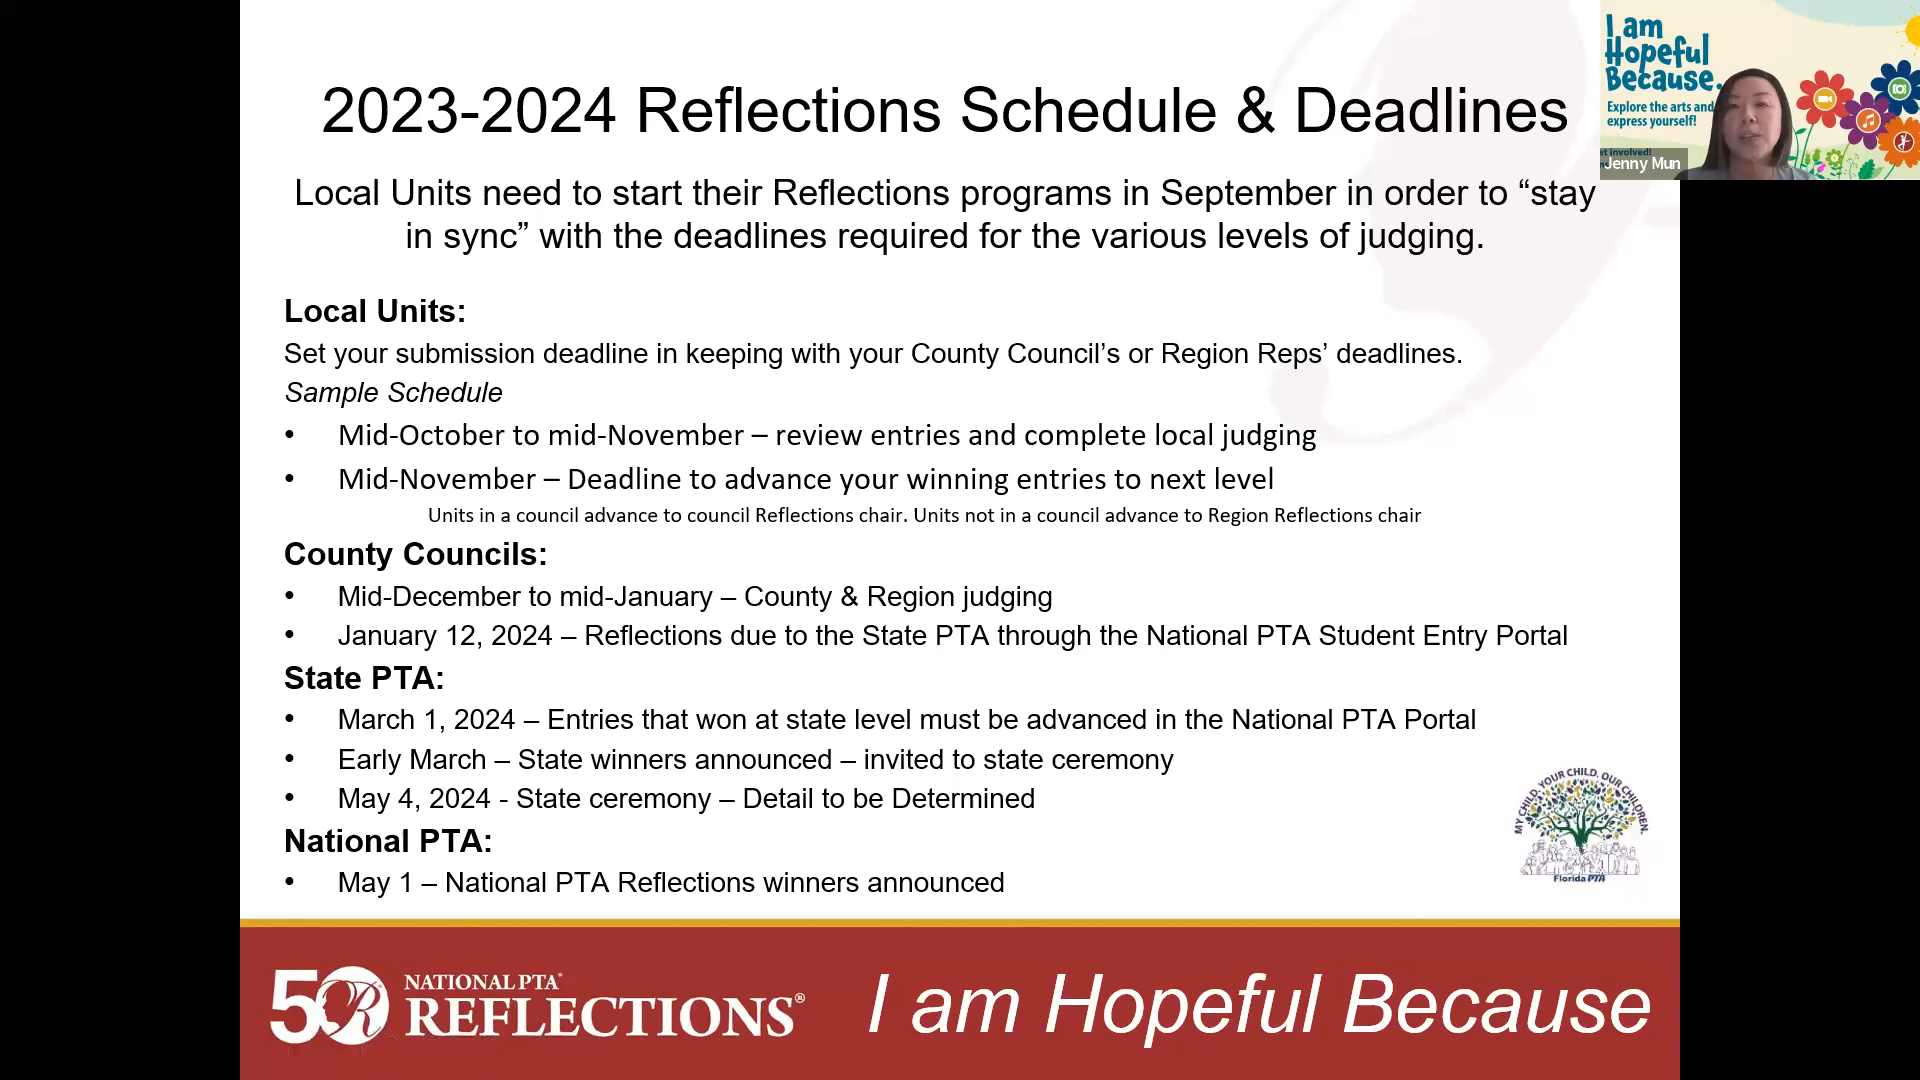 2023-2024 Reflections Schedule & Deadlines
Local Units need to start their Reflections programs in September in order to “stay
in sync” with the deadlines required for the various levels of judging.
Local Units:
Set your submission deadline in keeping with your County Council’s or Region Reps’ deadlines.
Sample Schedule
• Mid-October to mid-November – review entries and complete local judging
• Mid-November – Deadline to advance your winning entries to next level
Units in a council advance to council Reflections chair. Units not in a council advance to Region Reflections chair
County Councils:
• Mid-December to mid-January – County & Region judging
• January 12, 2024 – Reflections due to the State PTA through the National PTA Student Entry Portal
State PTA:
• March 1, 2024 – Entries that won at state level must be advanced in the National PTA Portal
• Early March – State winners announced – invited to state ceremony
• May 4, 2024 - State ceremony – Detail to be Determined
National PTA:
• May 1 – National PTA Reflections winners announced
MY CHILD, YOUR CHILD, OUR CHILDREN.
Florida PTA
50
NATIONAL PTA®
REFLECTIONS®
I am Hopeful Because
I am
Hopeful
Because.
Explore the arts and
express yourself!
involved!
Jenny Mun